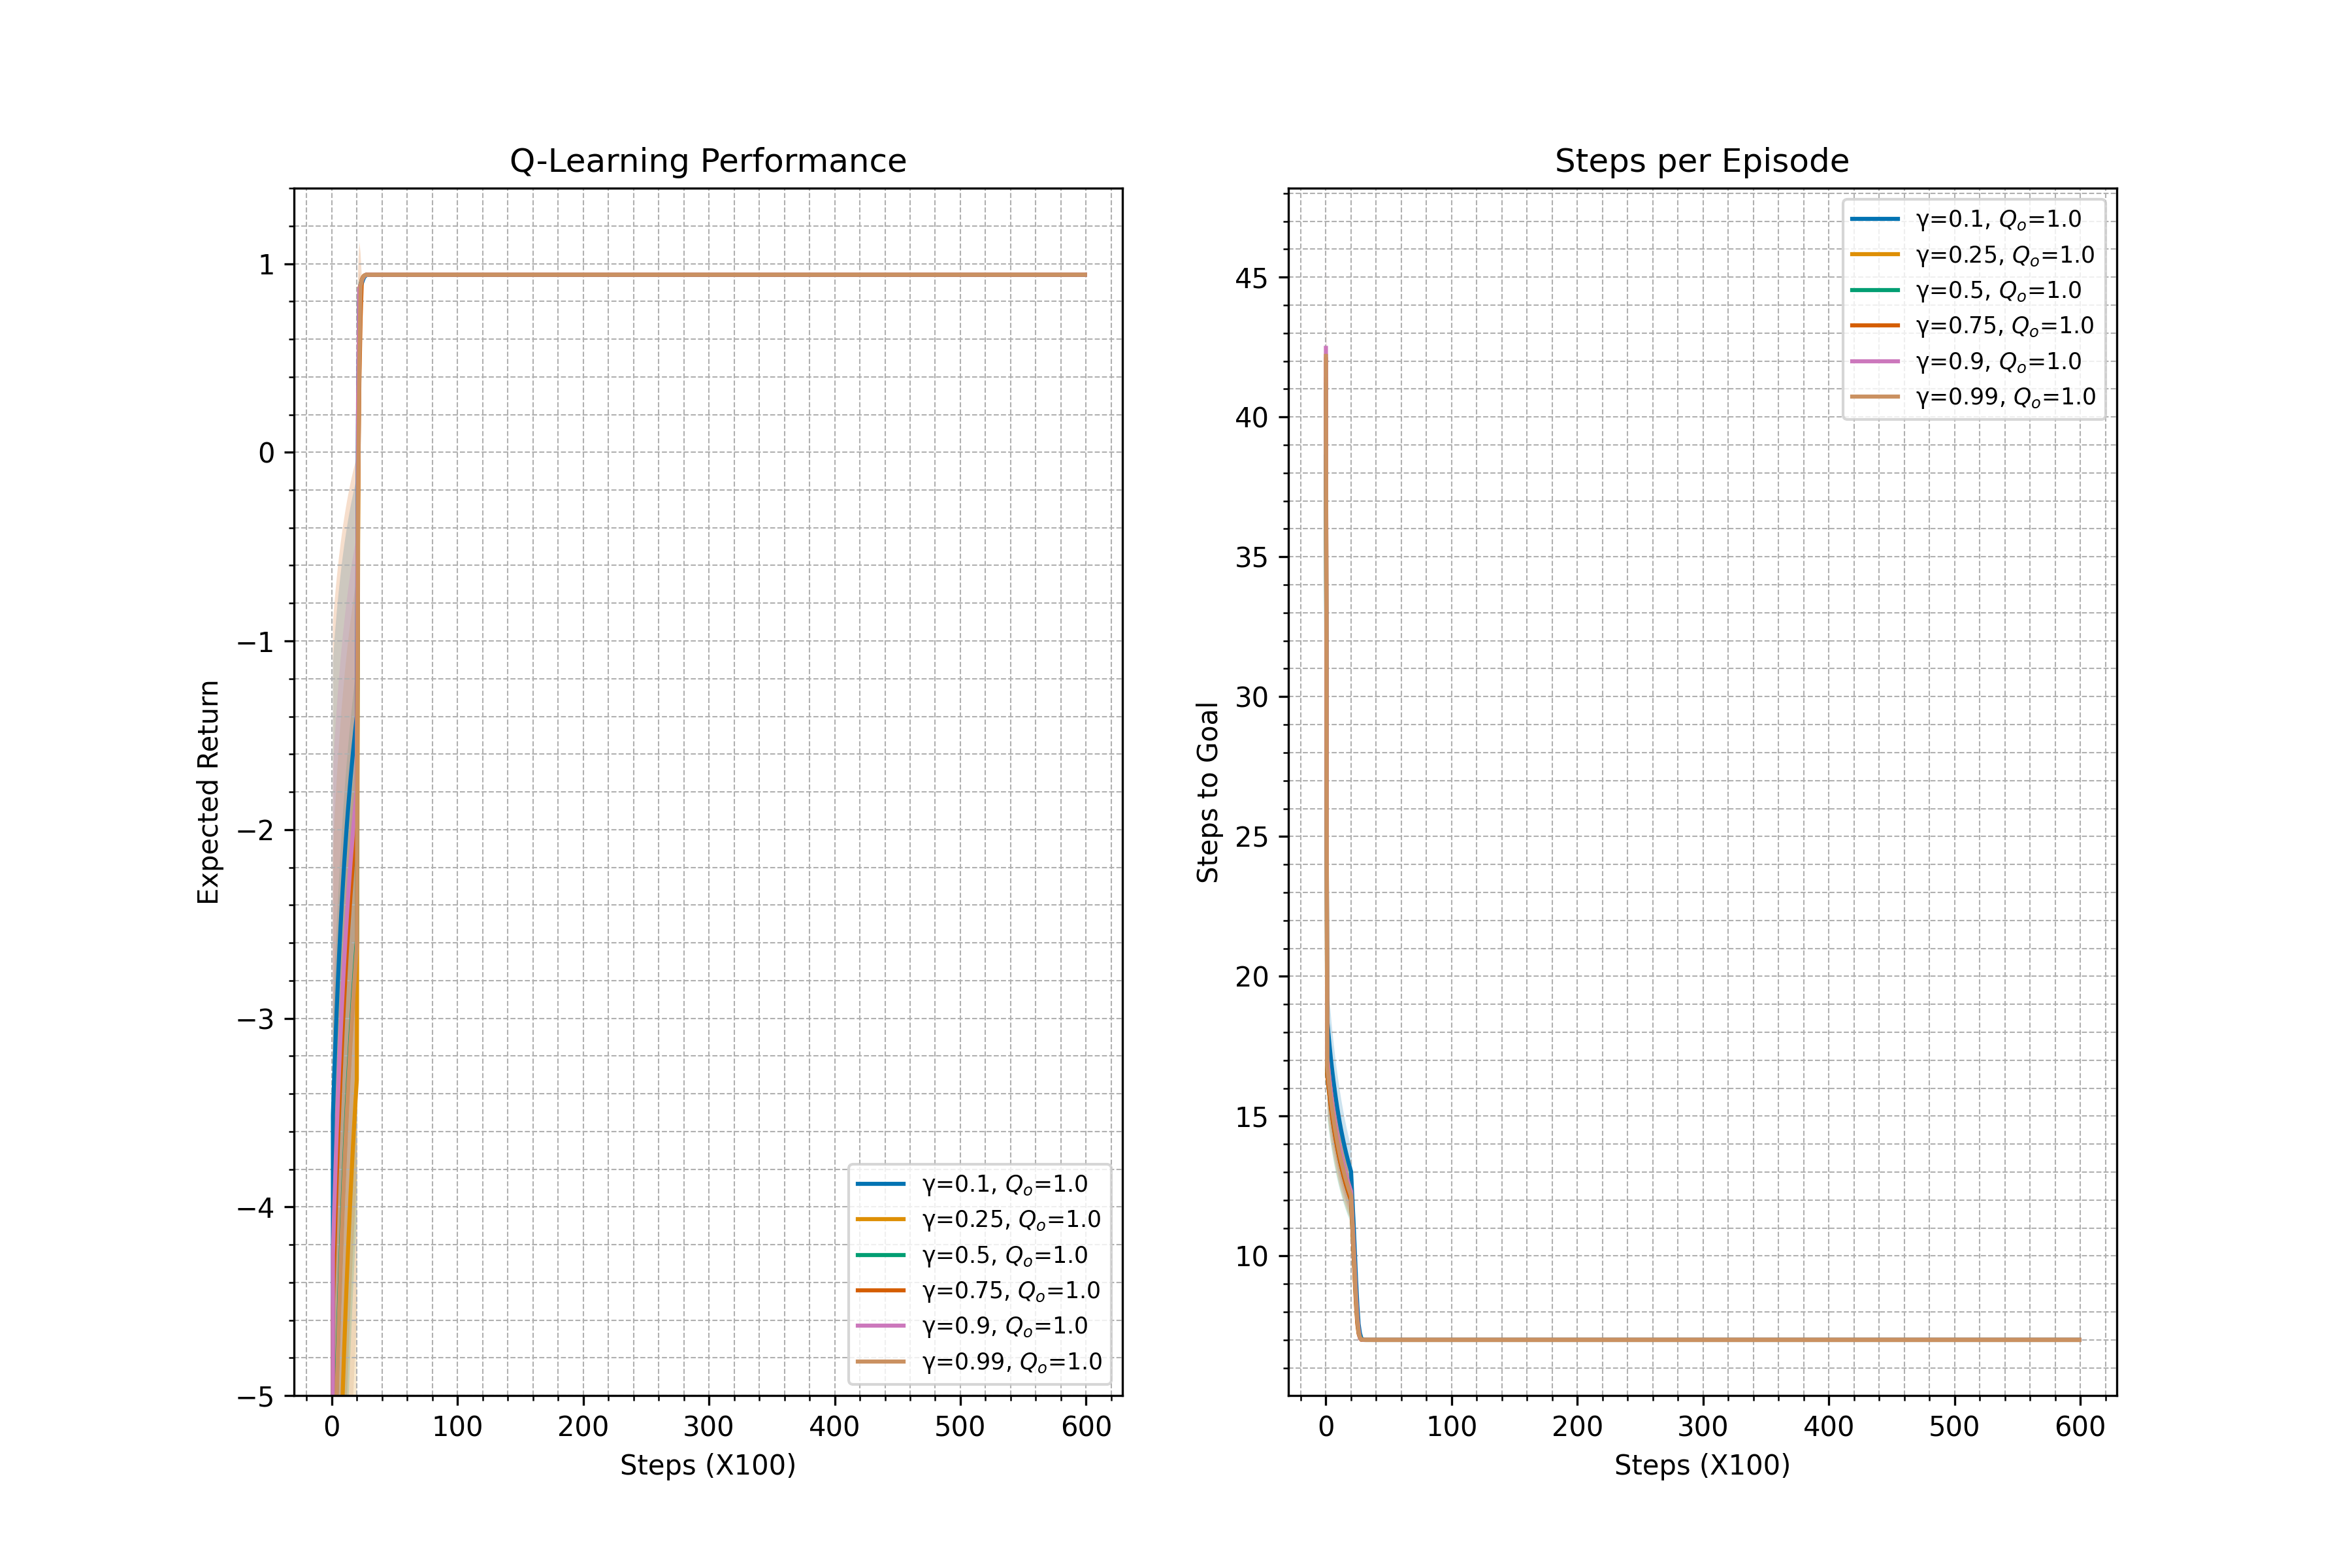 Q-Learning Performance
Expected Return
1
0
−1
−2
−3
−4
−5
γ=0.1, Qₒ=1.0
γ=0.25, Qₒ=1.0
γ=0.5, Qₒ=1.0
γ=0.75, Qₒ=1.0
γ=0.9, Qₒ=1.0
γ=0.99, Qₒ=1.0
0 100 200 300 400 500 600
Steps (X100)
Steps per Episode
Steps to Goal
45
40
35
30
25
20
15
10
γ=0.1, Qₒ=1.0
γ=0.25, Qₒ=1.0
γ=0.5, Qₒ=1.0
γ=0.75, Qₒ=1.0
γ=0.9, Qₒ=1.0
γ=0.99, Qₒ=1.0
0 100 200 300 400 500 600
Steps (X100)